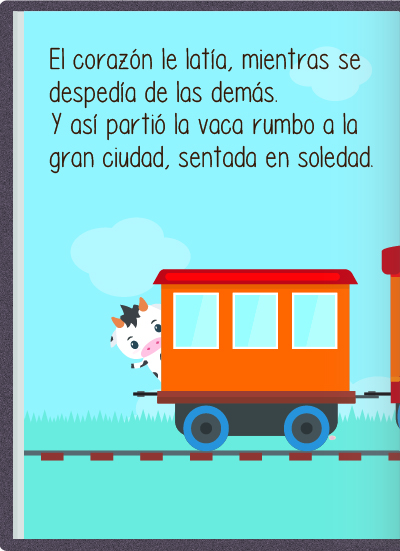 El corazón le latía, mientras se
despedía de las demás.
Y así partió la vaca rumbo a la
gran ciudad, sentada en soledad.